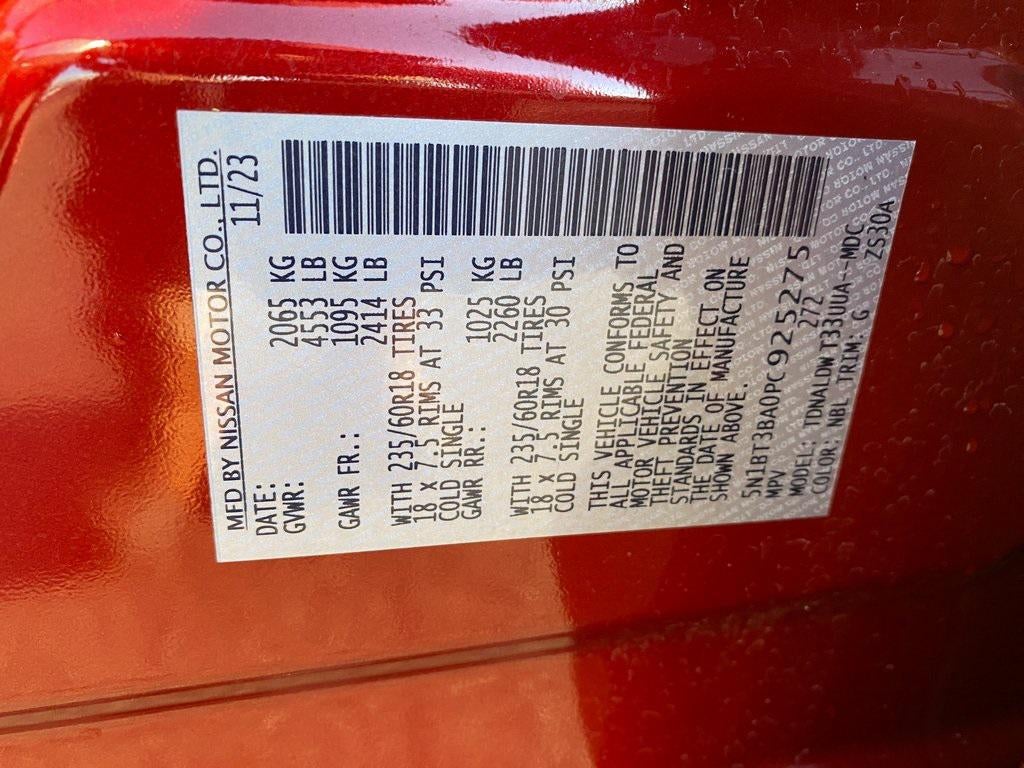 MFD BY NISSAN MOTOR CO., LTD.
DATE: 11/23
GVWR: 2065 KG
4533 LB
GAWR FR.: 1095 KG
2414 LB
WITH 235/60R18 TIRES
18 x 7.5 RIMS AT 33 PSI
COLD SINGLE
GAWR RR.: 1025 KG
2260 LB
WITH 235/60R18 TIRES
18 x 7.5 RIMS AT 30 PSI
COLD SINGLE
THIS VEHICLE CONFORMS TO
ALL APPLICABLE FEDERAL
MOTOR VEHICLE SAFETY AND
THEFT PREVENTION
STANDARDS IN EFFECT ON
THE DATE OF MANUFACTURE
SHOWN ABOVE.
5N1BT3BA0PC925275
MPV 272
MODEL: TDNALDWT33UUA--MDC
COLOR: NBL TRIM: G ZS30A